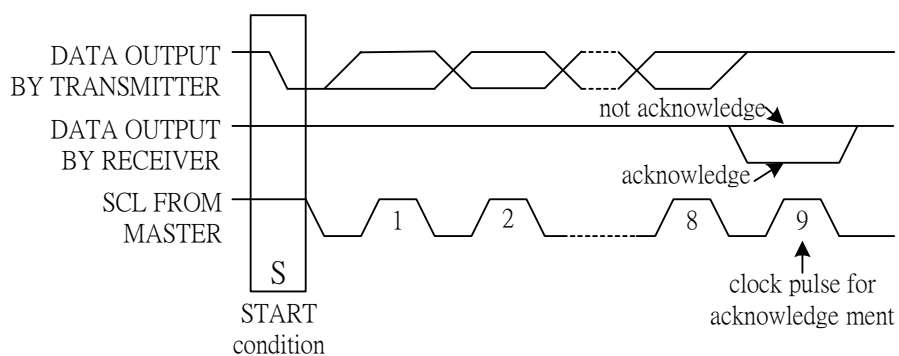 DATA OUTPUT
BY TRANSMITTER
not acknowledge
DATA OUTPUT
BY RECEIVER
acknowledge
SCL FROM
MASTER
1
2
8
9
S
START
condition
clock pulse for
acknowledge ment